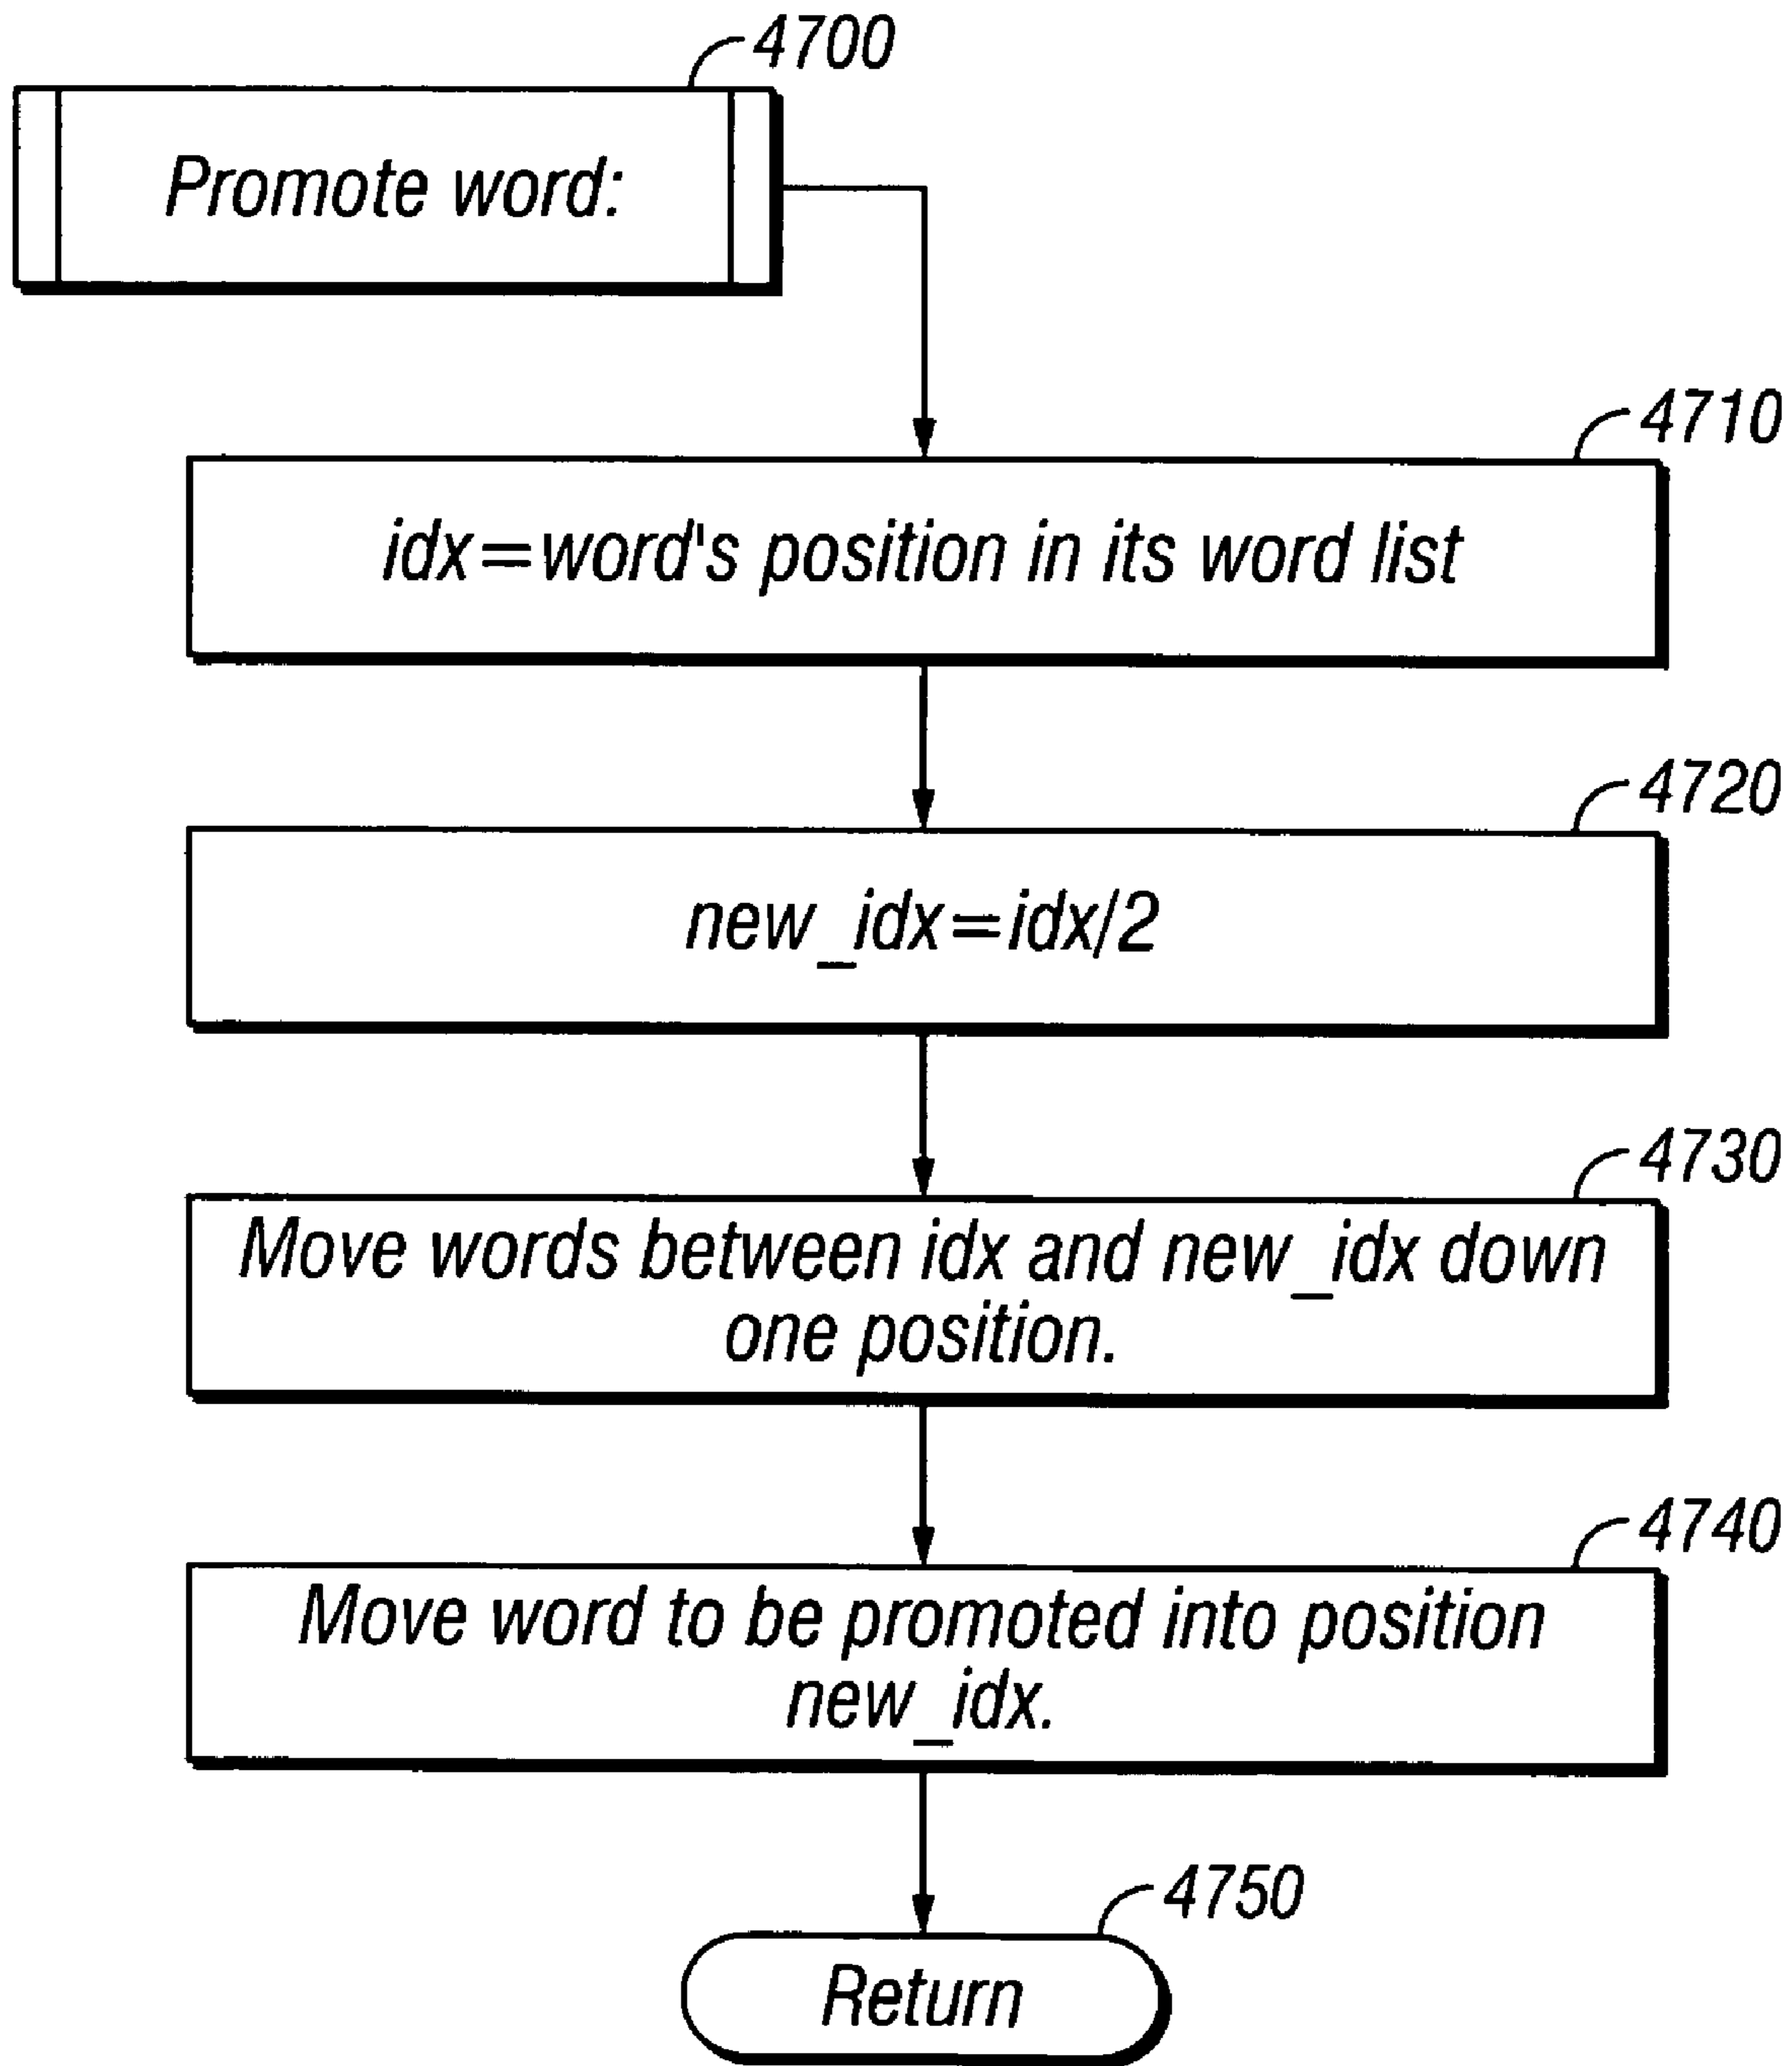 4700
Promote word:
4710
idx=word's position in its word list
4720
new_idx=idx/2
4730
Move words between idx and new_idx down
one position.
4740
Move word to be promoted into position
new_idx.
4750
Return